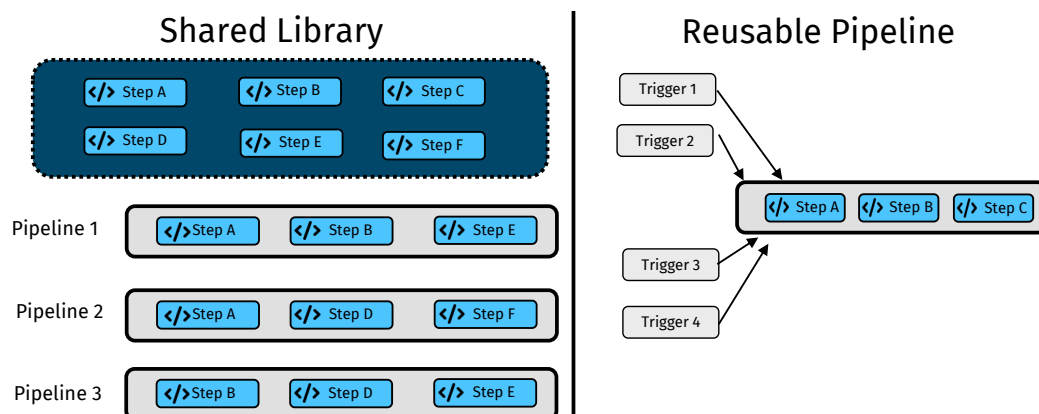 Shared Library
</> Step A </> Step B </> Step C
</> Step D </> Step E </> Step F
Pipeline 1 </>Step A </> Step B </> Step E
Pipeline 2 </>Step A </> Step D </> Step F
Pipeline 3 </>Step B </> Step D </> Step E
Reusable Pipeline
Trigger 1
Trigger 2
</> Step A </> Step B </> Step C
Trigger 3
Trigger 4